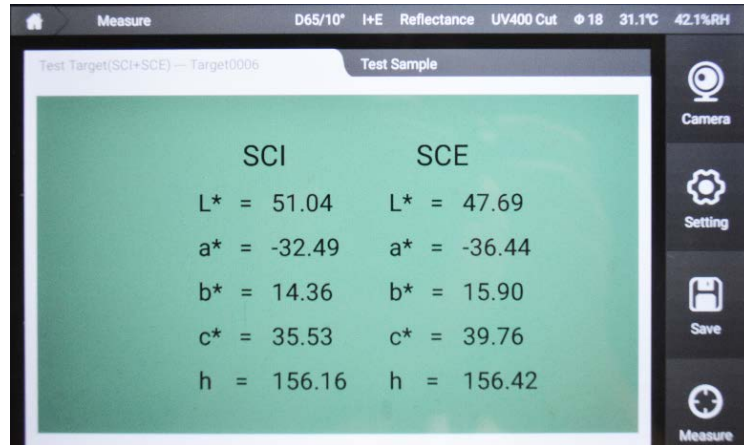 Measure D65/10° I+E Reflectance UV400 Cut Φ18 31.1℃ 42.1%RH
Test Target(SCI+SCE) — Target0006 Test Sample
Camera
SCI SCE
L* = 51.04 L* = 47.69
Setting
a* = -32.49 a* = -36.44
b* = 14.36 b* = 15.90
Save
c* = 35.53 c* = 39.76
h = 156.16 h = 156.42
Measure